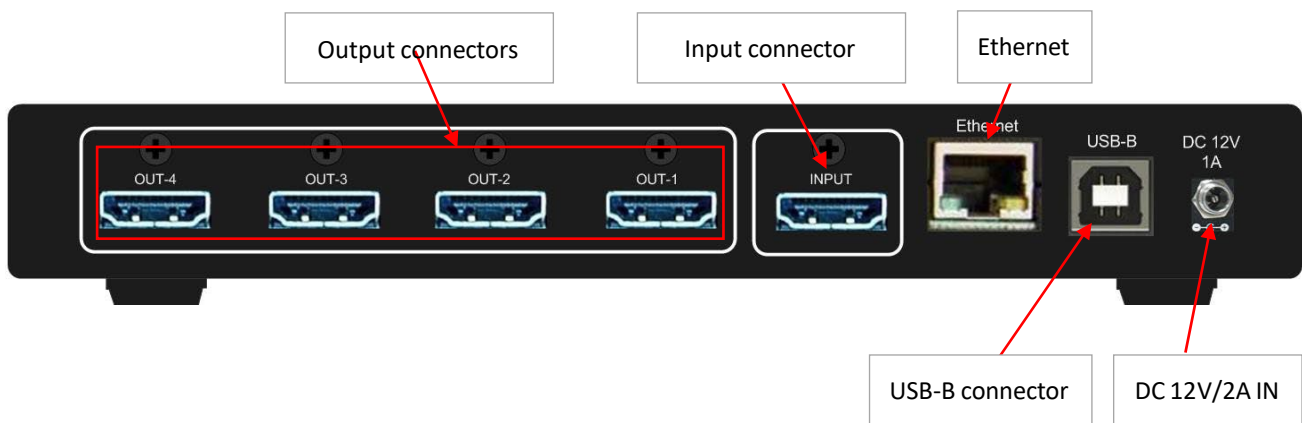 Output connectors
Input connector
Ethernet
Ethernet
USB-B
DC 12V
1A
OUT-4
OUT-3
OUT-2
OUT-1
INPUT
USB-B connector
DC 12V/2A IN